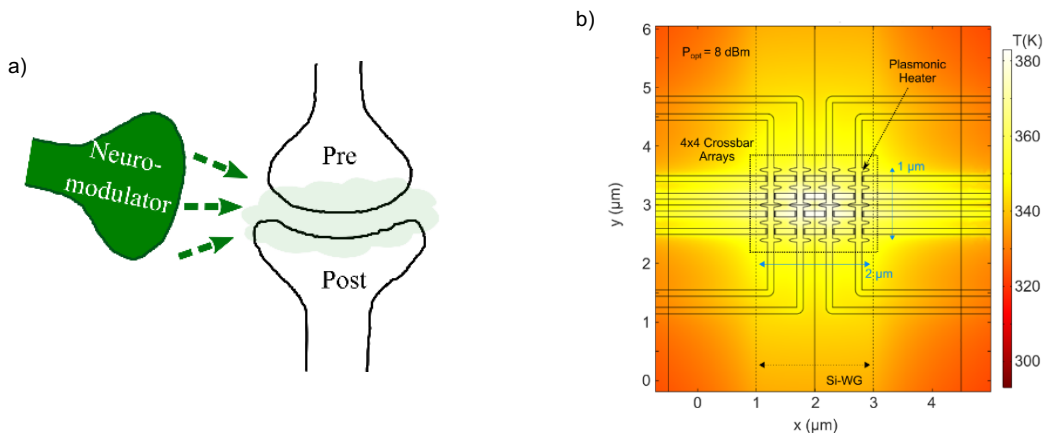 a)
Neuro-
modulator
Pre
Post
b)
P_opt = 8 dBm
Plasmonic
Heater
4x4 Crossbar
Arrays
1 µm
2 µm
Si-WG
y (µm)
6
5
4
3
2
1
0
0
1
2
3
4
x (µm)
T(K)
380
360
340
320
300